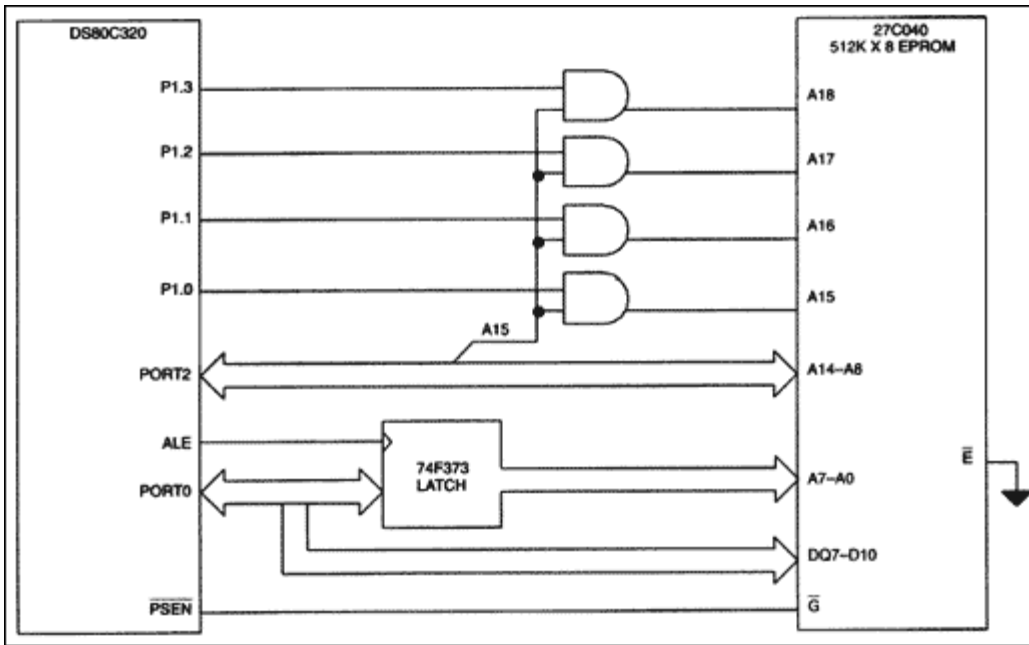 DS80C320
27C040
512K X 8 EPROM
P1.3
A18
P1.2
A17
P1.1
A16
P1.0
A15
A15
PORT2
A14–A8
ALE
74F373
LATCH
E
PORT0
A7–A0
DQ7–D10
PSEN
G